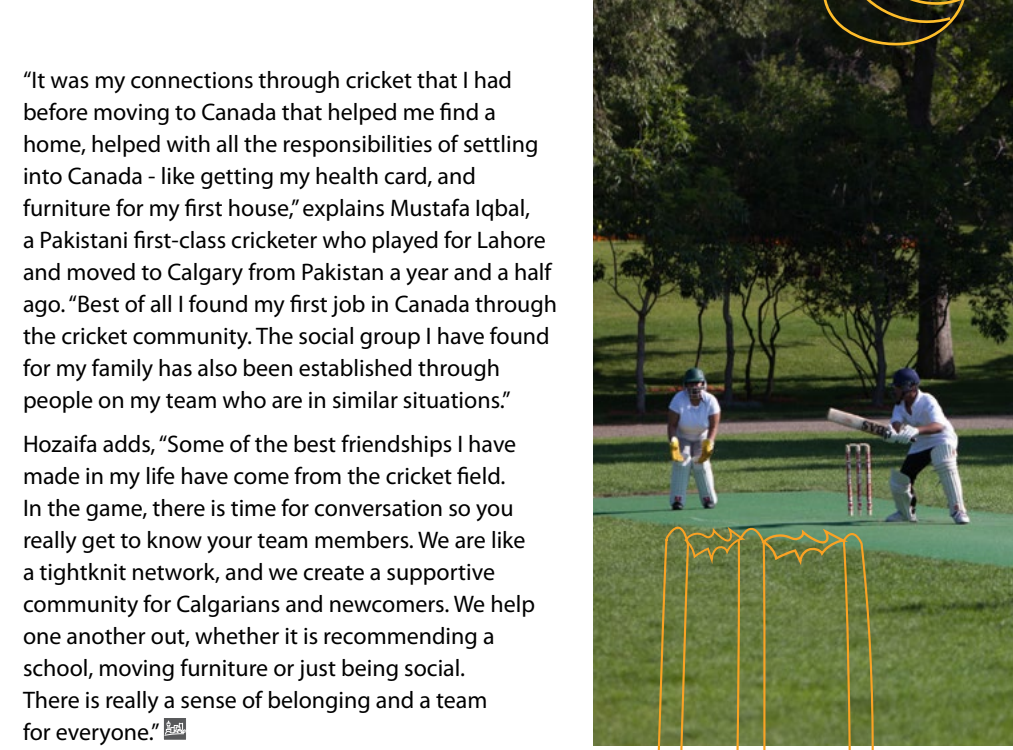 “It was my connections through cricket that I had
before moving to Canada that helped me find a
home, helped with all the responsibilities of settling
into Canada - like getting my health card, and
furniture for my first house,” explains Mustafa Iqbal,
a Pakistani first-class cricketer who played for Lahore
and moved to Calgary from Pakistan a year and a half
ago. “Best of all I found my first job in Canada through
the cricket community. The social group I have found
for my family has also been established through
people on my team who are in similar situations.”
Hozaifa adds, “Some of the best friendships I have
made in my life have come from the cricket field.
In the game, there is time for conversation so you
really get to know your team members. We are like
a tightknit network, and we create a supportive
community for Calgarians and newcomers. We help
one another out, whether it is recommending a
school, moving furniture or just being social.
There is really a sense of belonging and a team
for everyone.”